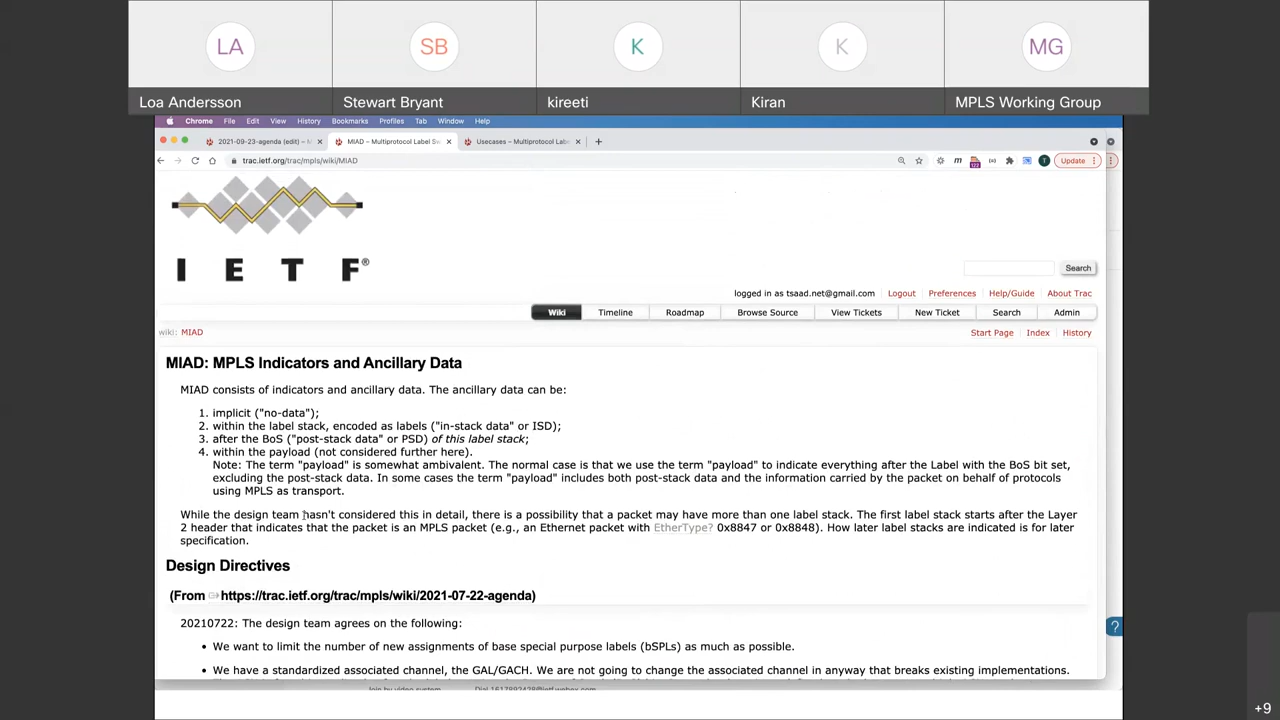 LA
SB
K
K
MG
Loa Andersson
Stewart Bryant
kireeti
Kiran
MPLS Working Group
Chrome File Edit View History Bookmarks Profiles Tab Window Help
2021-09-23-agenda (edit) – M
MIAD – Multiprotocol Label Sw
Usecases – Multiprotocol Labe
trac.ietf.org/trac/mpls/wiki/MIAD
Update
I E T F®
Search
logged in as tsaad.net@gmail.com Logout Preferences Help/Guide About Trac
Wiki Timeline Roadmap Browse Source View Tickets New Ticket Search Admin
wiki: MIAD
Start Page Index History
MIAD: MPLS Indicators and Ancillary Data
MIAD consists of indicators and ancillary data. The ancillary data can be:
1. implicit ("no-data");
2. within the label stack, encoded as labels ("in-stack data" or ISD);
3. after the BoS ("post-stack data" or PSD) of this label stack;
4. within the payload (not considered further here).
Note: The term "payload" is somewhat ambivalent. The normal case is that we use the term "payload" to indicate everything after the Label with the BoS bit set,
excluding the post-stack data. In some cases the term "payload" includes both post-stack data and the information carried by the packet on behalf of protocols
using MPLS as transport.
While the design team hasn't considered this in detail, there is a possibility that a packet may have more than one label stack. The first label stack starts after the Layer
2 header that indicates that the packet is an MPLS packet (e.g., an Ethernet packet with EtherType? 0x8847 or 0x8848). How later label stacks are indicated is for later
specification.
Design Directives
(From https://trac.ietf.org/trac/mpls/wiki/2021-07-22-agenda)
20210722: The design team agrees on the following:
• We want to limit the number of new assignments of base special purpose labels (bSPLs) as much as possible.
• We have a standardized associated channel, the GAL/GACH. We are not going to change the associated channel in anyway that breaks existing implementations.
?
Join by video system
+9